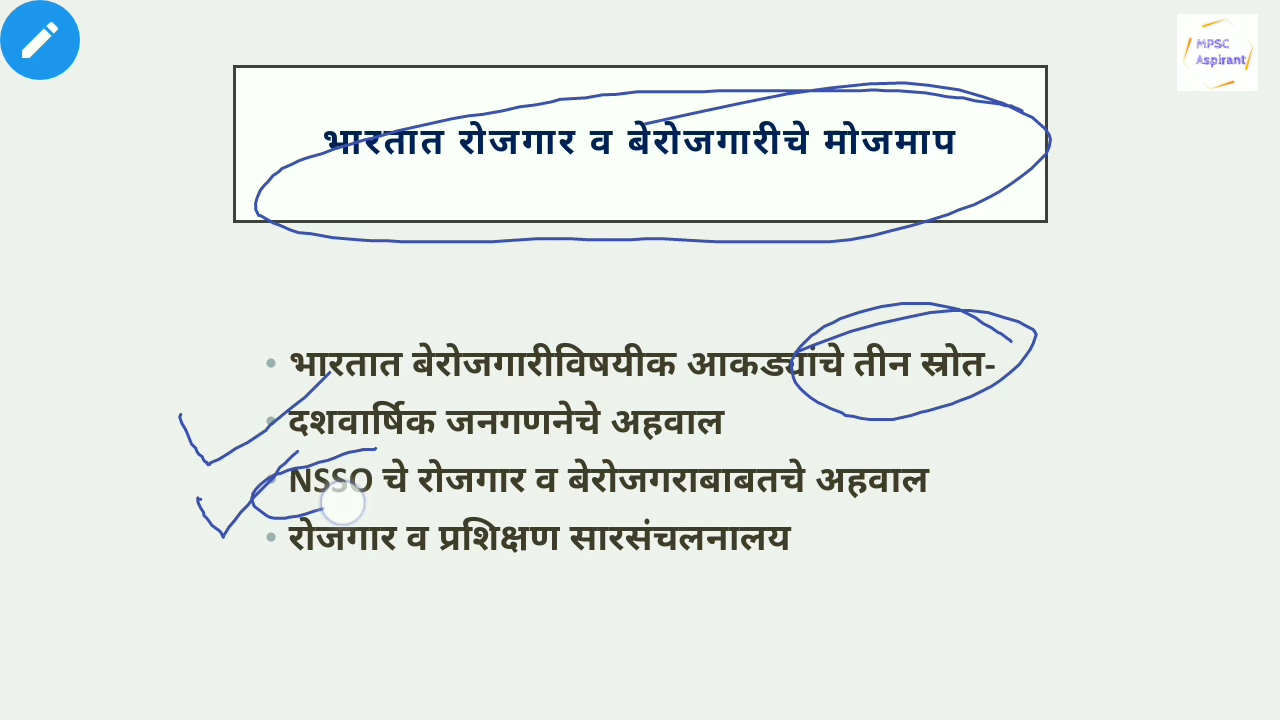 MPSC
Aspirant
भारतात रोजगार व बेरोजगारीचे मोजमाप
• भारतात बेरोजगारीविषयीक आकड्यांचे तीन स्रोत-
• दशवार्षिक जनगणनेचे अहवाल
• NSSO चे रोजगार व बेरोजगराबाबतचे अहवाल
• रोजगार व प्रशिक्षण सारसंचलनालय